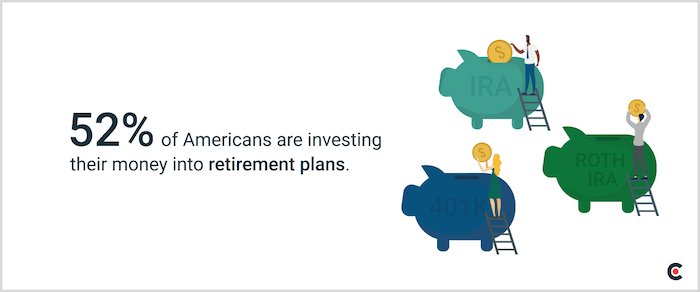 52% of Americans are investing
their money into retirement plans.
$
IRA
$
ROTH
IRA
$
401K